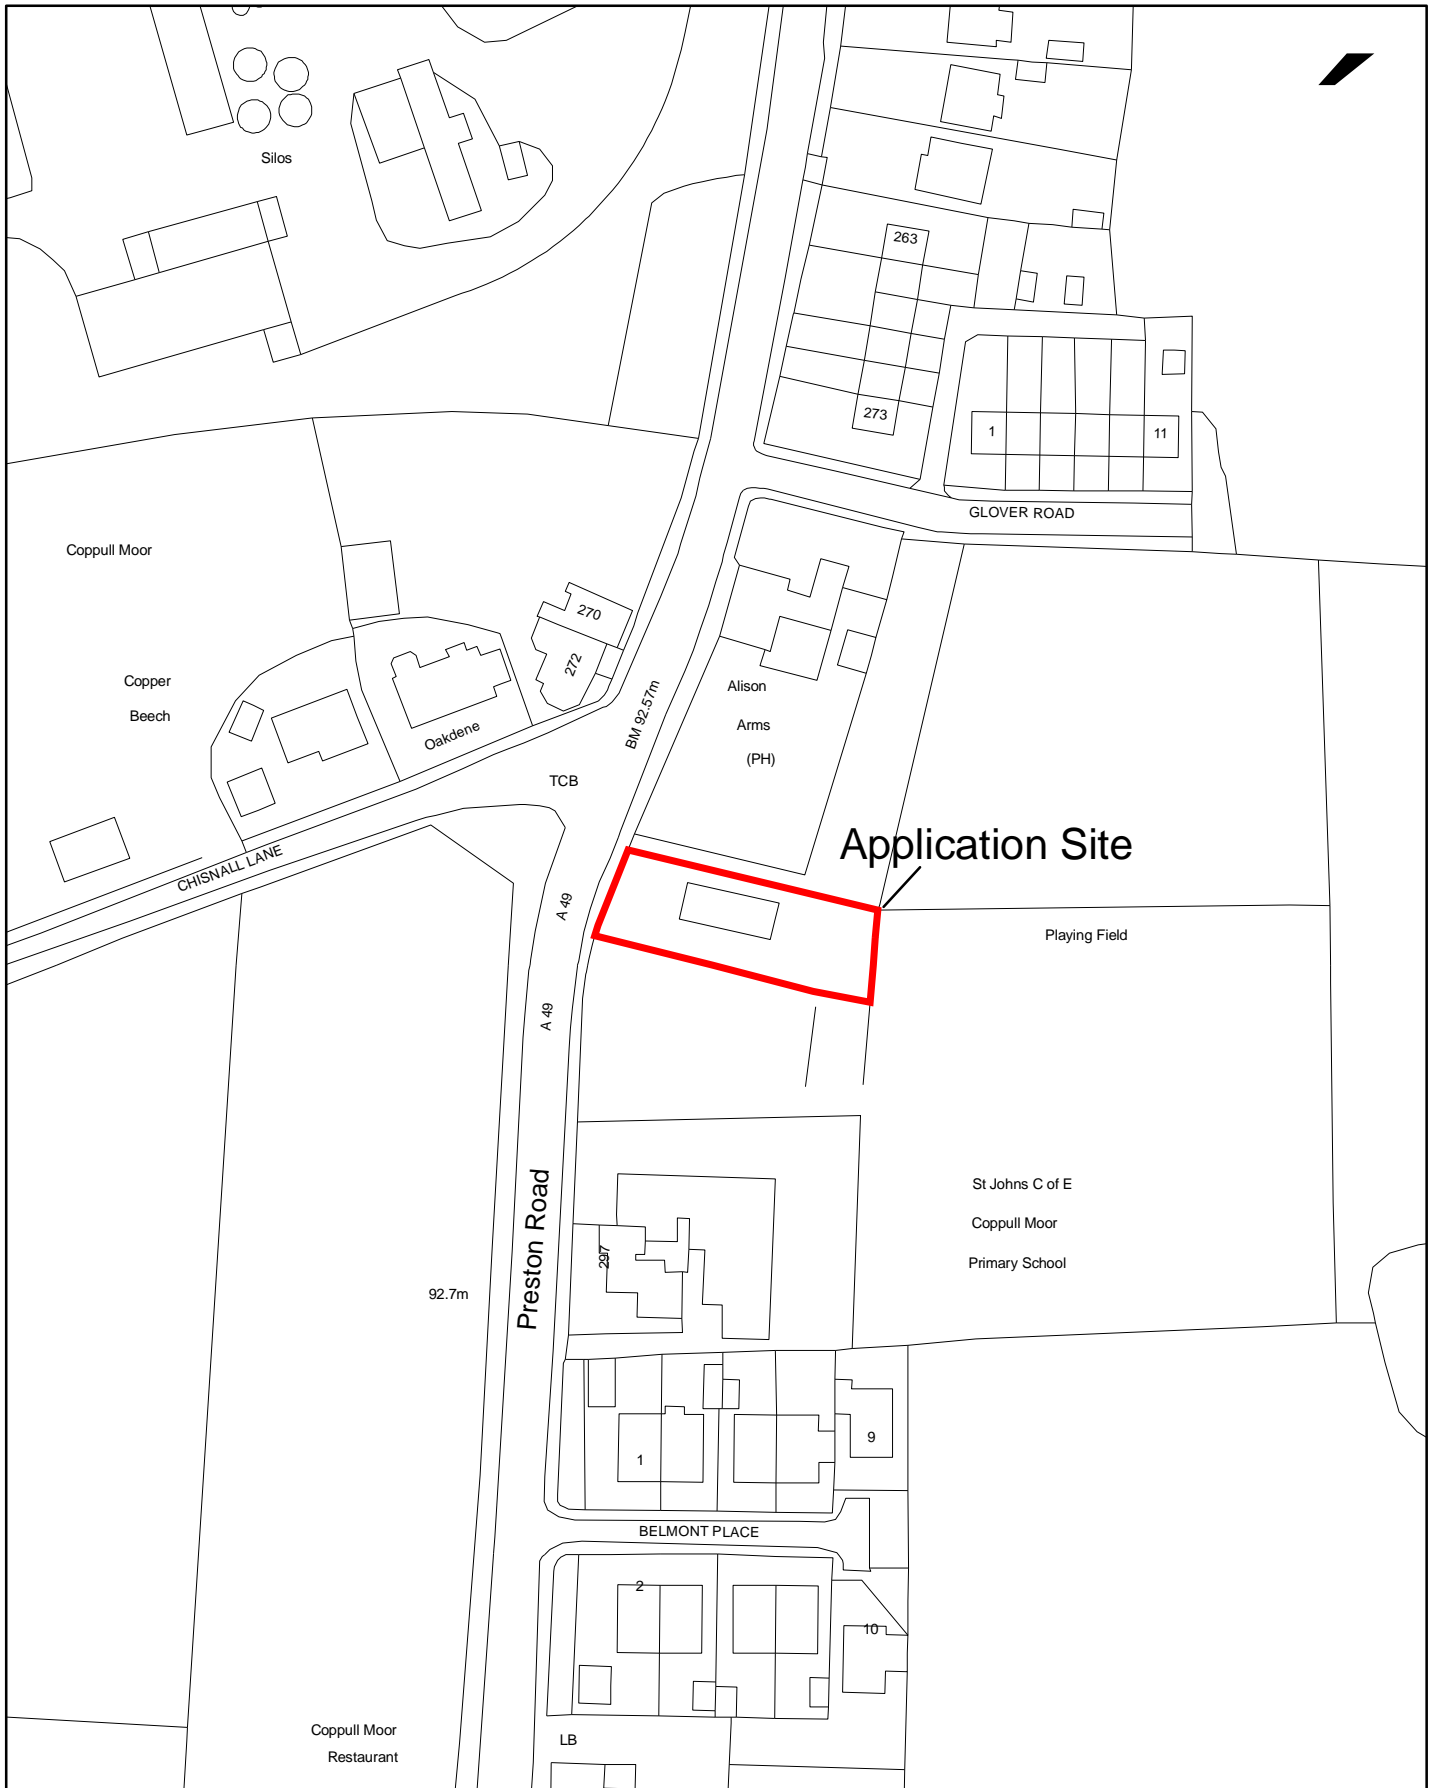 Silos
263
273
1
11
GLOVER ROAD
Coppull Moor
270
272
Copper
Beech
Oakdene
BM 92.57m
Alison
Arms
(PH)
TCB
Application Site
CHISNALL LANE
A 49
Playing Field
A 49
St Johns C of E
Coppull Moor
Primary School
Preston Road
297
92.7m
1
9
BELMONT PLACE
2
10
Coppull Moor
Restaurant
LB